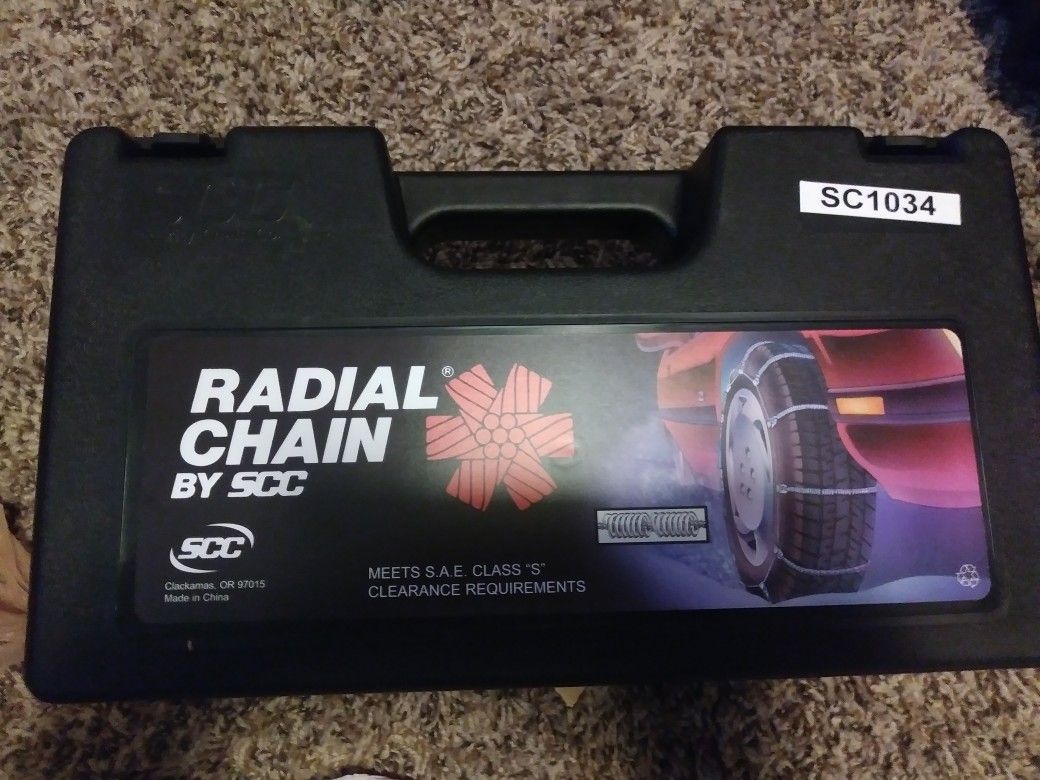 SC1034
RADIAL®
CHAIN
BY SCC
SCC
Clackamas, OR 97015
Made in China
MEETS S.A.E. CLASS "S"
CLEARANCE REQUIREMENTS